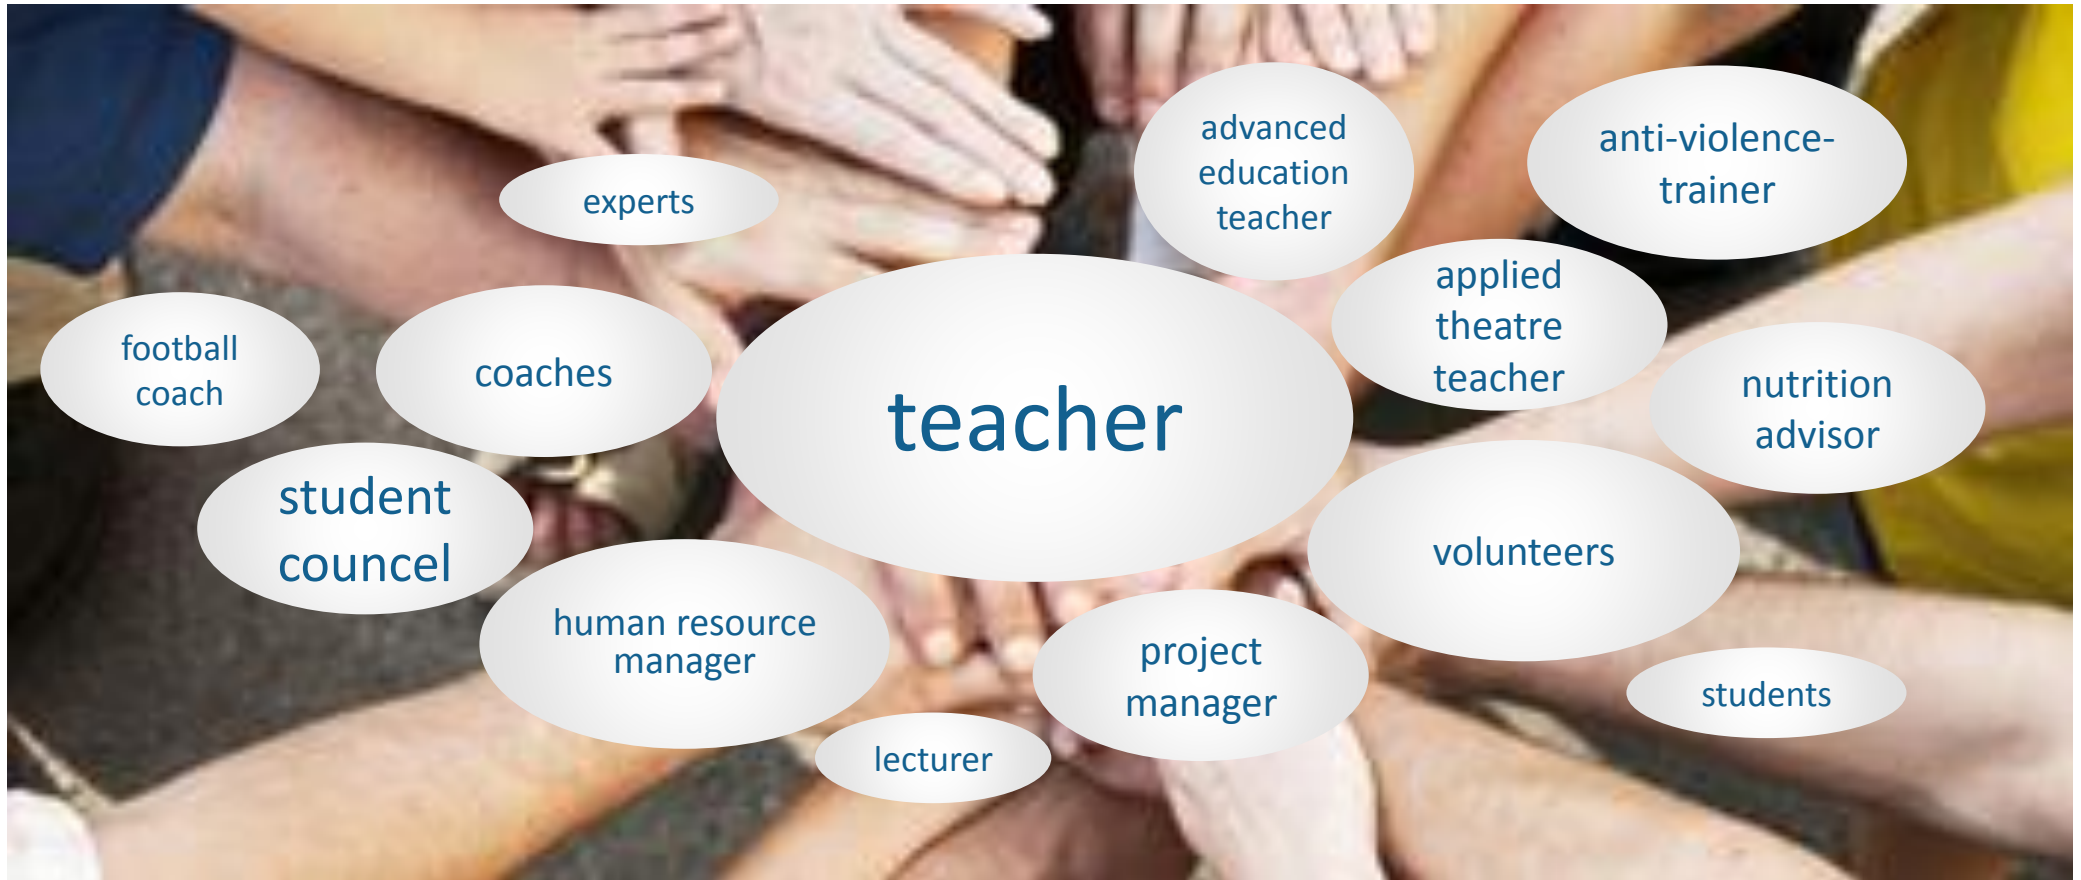 experts
advanced
education
teacher
anti-violence-
trainer
football
coach
coaches
teacher
applied
theatre
teacher
nutrition
advisor
student
councel
volunteers
human resource
manager
project
manager
students
lecturer